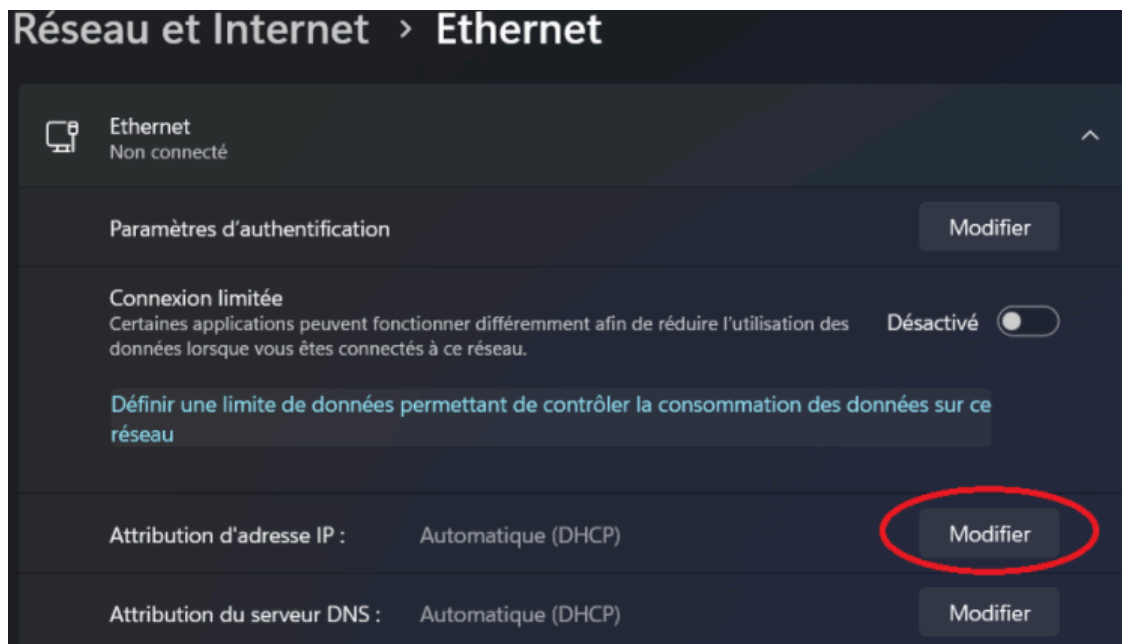 Réseau et Internet > Ethernet
Ethernet
Non connecté
Paramètres d'authentification
Modifier
Connexion limitée
Certaines applications peuvent fonctionner différemment afin de réduire l'utilisation des
données lorsque vous êtes connectés à ce réseau.
Désactivé
Définir une limite de données permettant de contrôler la consommation des données sur ce
réseau
Attribution d'adresse IP : Automatique (DHCP) Modifier
Attribution du serveur DNS : Automatique (DHCP) Modifier